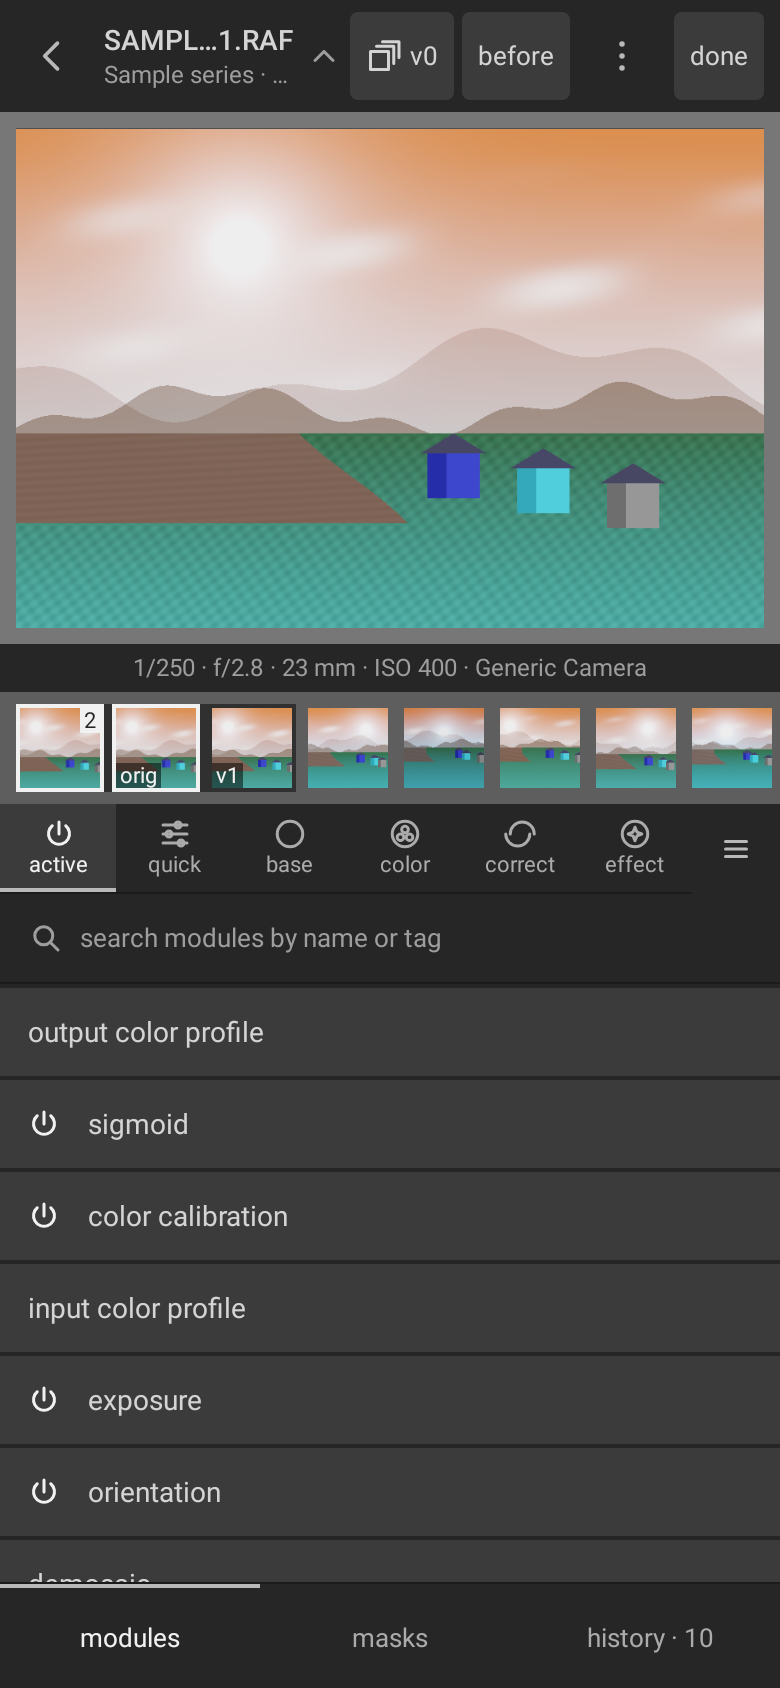 SAMPL…1.RAF
Sample series · …
v0
before
done
1/250 · f/2.8 · 23 mm · ISO 400 · Generic Camera
2
orig
v1
active
quick
base
color
correct
effect
search modules by name or tag
output color profile
sigmoid
color calibration
input color profile
exposure
orientation
modules
masks
history · 10